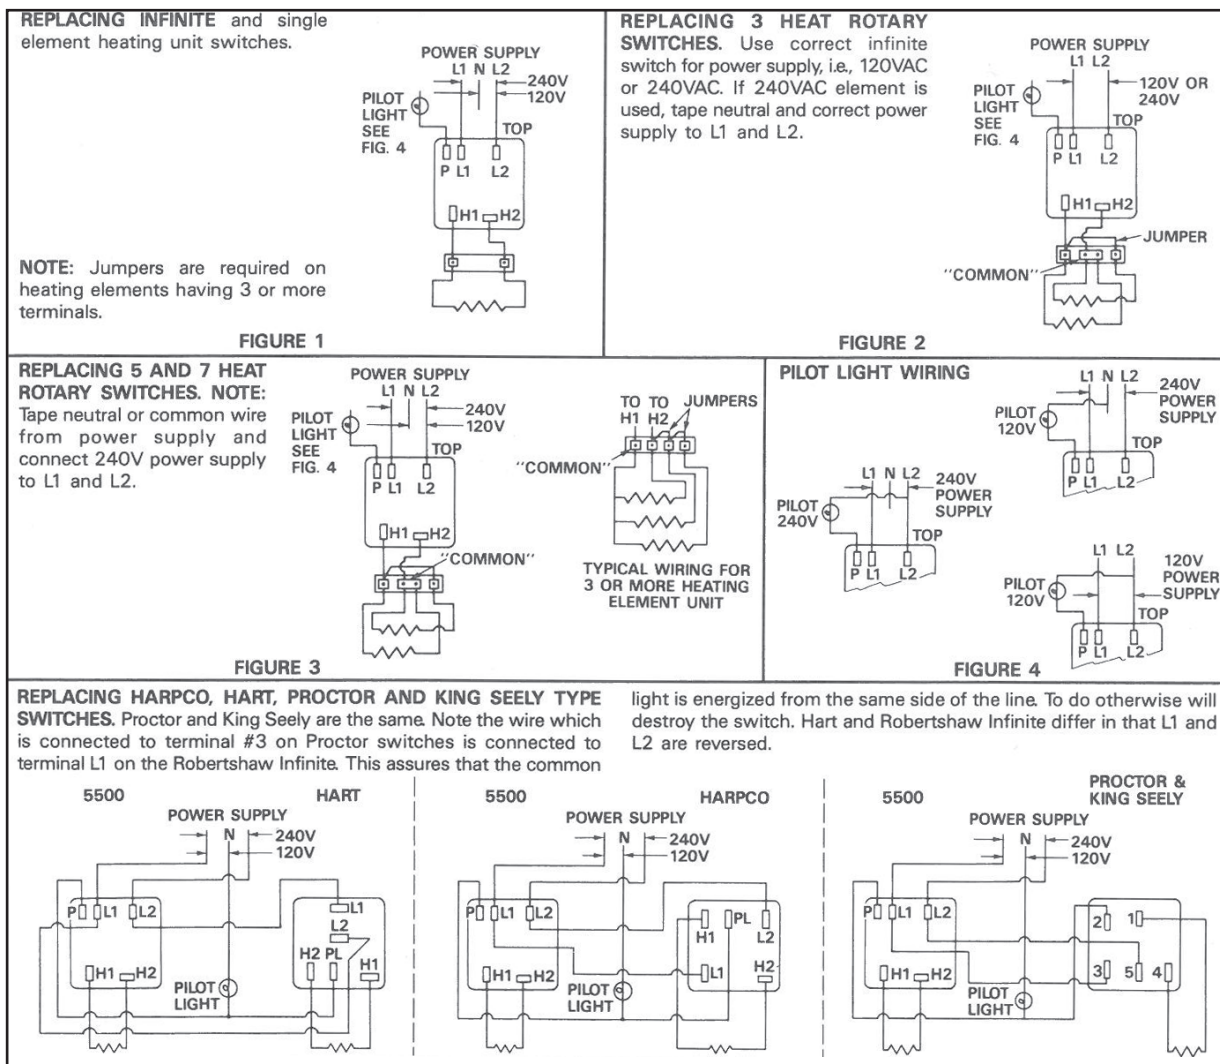 REPLACING INFINITE and single
element heating unit switches.
POWER SUPPLY
L1 N L2
240V
120V
PILOT
LIGHT
SEE
FIG. 4
TOP
P L1 L2
H1 H2
NOTE: Jumpers are required on
heating elements having 3 or more
terminals.
FIGURE 1
REPLACING 3 HEAT ROTARY
SWITCHES. Use correct infinite
switch for power supply, i.e., 120VAC
or 240VAC. If 240VAC element is
used, tape neutral and correct power
supply to L1 and L2.
POWER SUPPLY
L1 L2
120V OR
240V
PILOT
LIGHT
SEE
FIG. 4
TOP
P L1 L2
H1 H2
JUMPER
"COMMON"
FIGURE 2
REPLACING 5 AND 7 HEAT
ROTARY SWITCHES. NOTE:
Tape neutral or common wire
from power supply and
connect 240V power supply
to L1 and L2.
POWER SUPPLY
L1 N L2
240V
120V
PILOT
LIGHT
SEE
FIG. 4
TOP
P L1 L2
H1 H2
"COMMON"
TO TO
H1 H2
JUMPERS
"COMMON"
TYPICAL WIRING FOR
3 OR MORE HEATING
ELEMENT UNIT
FIGURE 3
PILOT LIGHT WIRING
L1 N L2
240V
POWER
SUPPLY
PILOT
120V
TOP
P L1 L2
L1 N L2
240V
POWER
SUPPLY
PILOT
240V
TOP
P L1 L2
L1 L2
120V
POWER
SUPPLY
PILOT
120V
TOP
P L1 L2
FIGURE 4
REPLACING HARPCO, HART, PROCTOR AND KING SEELY TYPE
SWITCHES. Proctor and King Seely are the same. Note the wire which
is connected to terminal #3 on Proctor switches is connected to
terminal L1 on the Robertshaw Infinite. This assures that the common
light is energized from the same side of the line. To do otherwise will
destroy the switch. Hart and Robertshaw Infinite differ in that L1 and
L2 are reversed.
5500 HART
POWER SUPPLY
N 240V
120V
P L1 L2
H1 H2
L1
L2
H2 PL H1
PILOT
LIGHT
5500 HARPCO
POWER SUPPLY
N 240V
120V
P L1 L2
H1 H2
H1 PL L2
L1 H2
PILOT
LIGHT
5500
PROCTOR &
KING SEELY
POWER SUPPLY
N 240V
120V
P L1 L2
H1 H2
2 1
3 5 4
PILOT
LIGHT